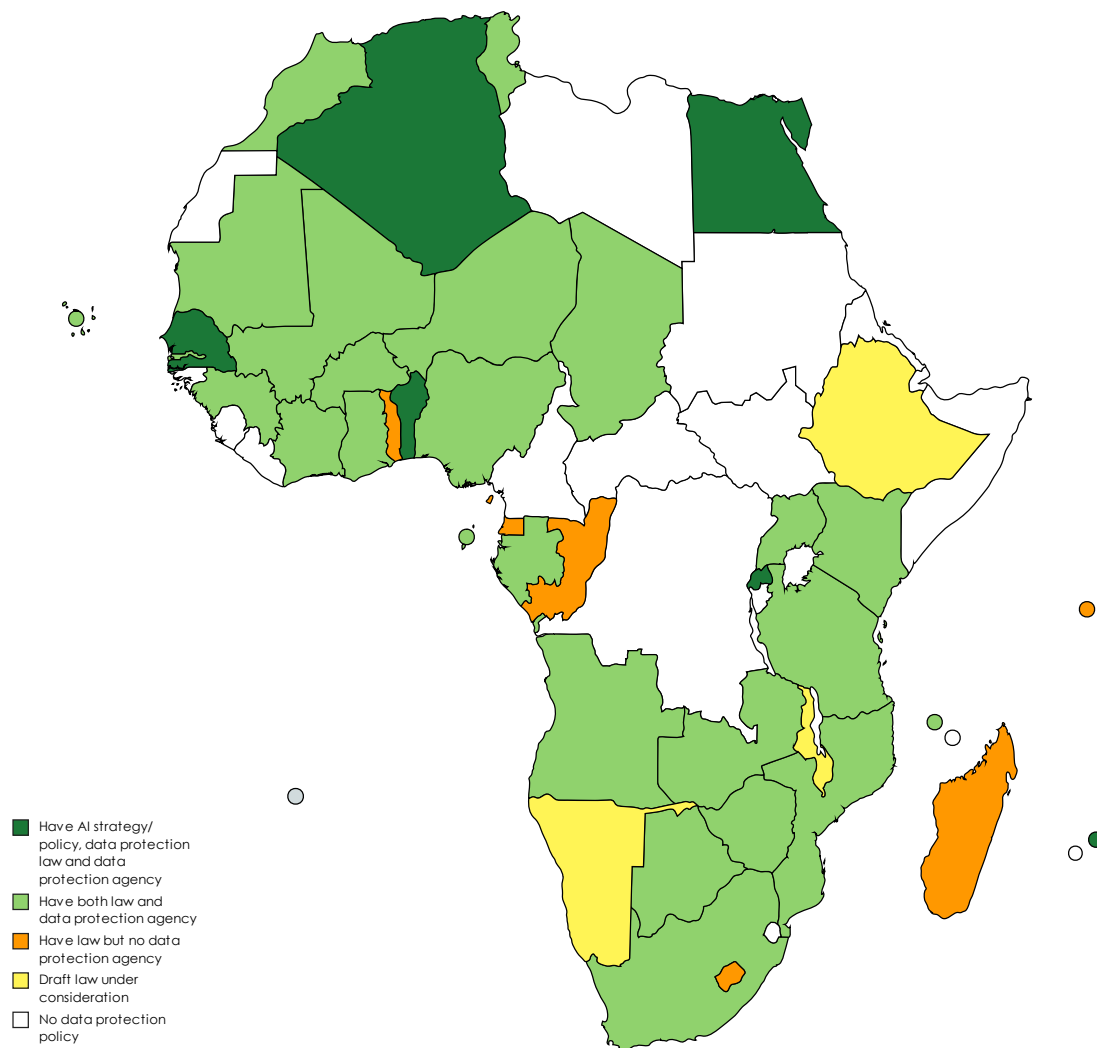 Have AI strategy/
policy, data protection
law and data
protection agency
Have both law and
data protection agency
Have law but no data
protection agency
Draft law under
consideration
No data protection
policy